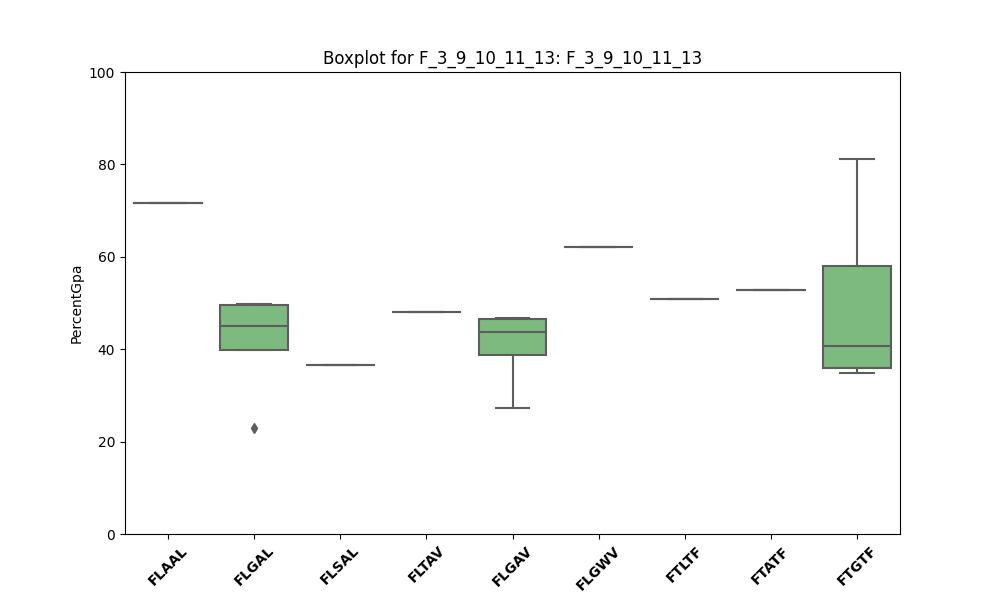 Boxplot for F_3_9_10_11_13: F_3_9_10_11_13
100
80
60
40
20
0
PercentGpa
FLAAL
FLGAL
FLSAL
FLTAV
FLGAV
FLGWV
FTLTF
FTATF
FTGTF